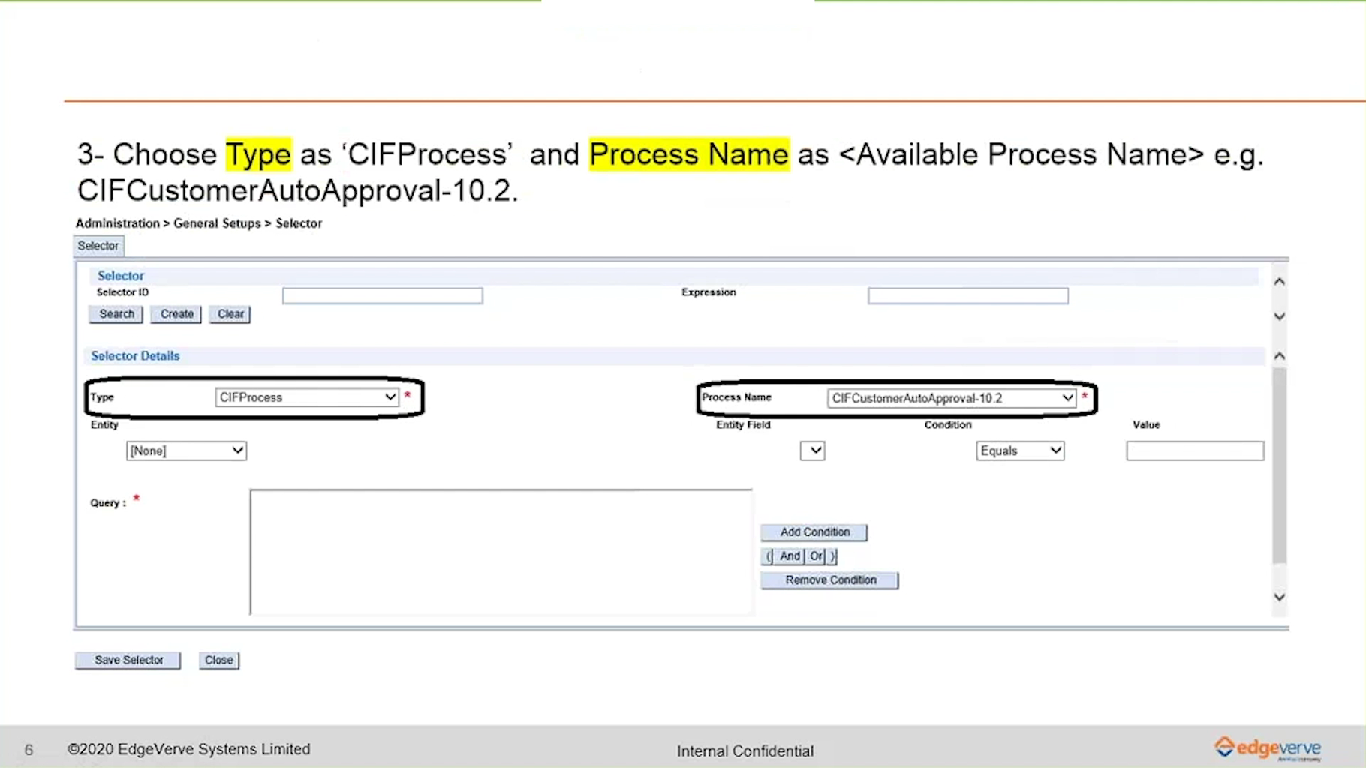 3- Choose Type as ‘CIFProcess’ and Process Name as <Available Process Name> e.g.
CIFCustomerAutoApproval-10.2.
Administration > General Setups > Selector
Selector
Selector
Selector ID
Expression
Search Create Clear
Selector Details
Type CIFProcess * Process Name CIFCustomerAutoApproval-10.2 *
Entity Entity Field Condition Value
[None] Equals
Query : *
Add Condition
( And Or )
Remove Condition
Save Selector Close
6 ©2020 EdgeVerve Systems Limited Internal Confidential edgeverve